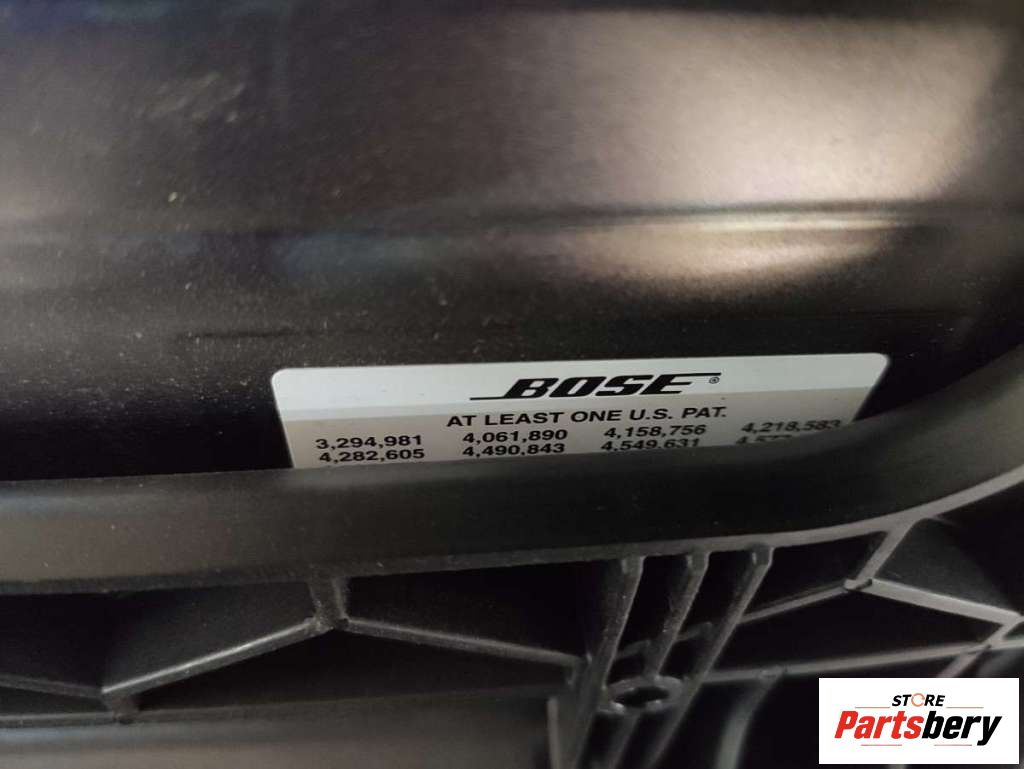 BOSE®
AT LEAST ONE U.S. PAT.
3,294,981 4,061,890 4,158,756 4,218,583
4,282,605 4,490,843 4,549,631
STORE
Partsbery